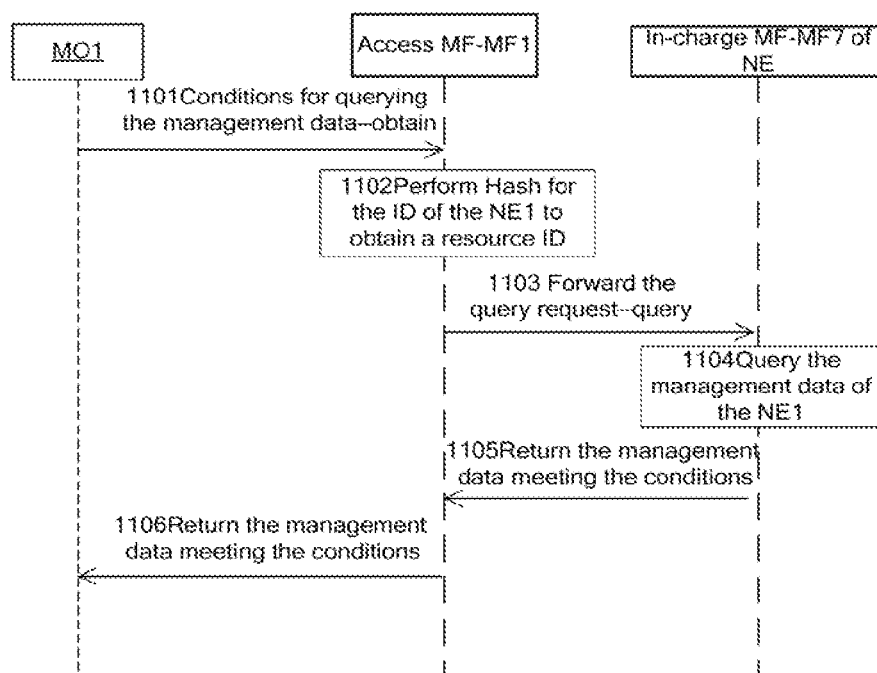 MO1
Access MF-MF1
In-charge MF-MF7 of
NE
1101Conditions for querying
the management data--obtain
1102Perform Hash for
the ID of the NE1 to
obtain a resource ID
1103 Forward the
query request--query
1104Query the
management data of
the NE1
1105Return the management
data meeting the conditions
1106Return the management
data meeting the conditions